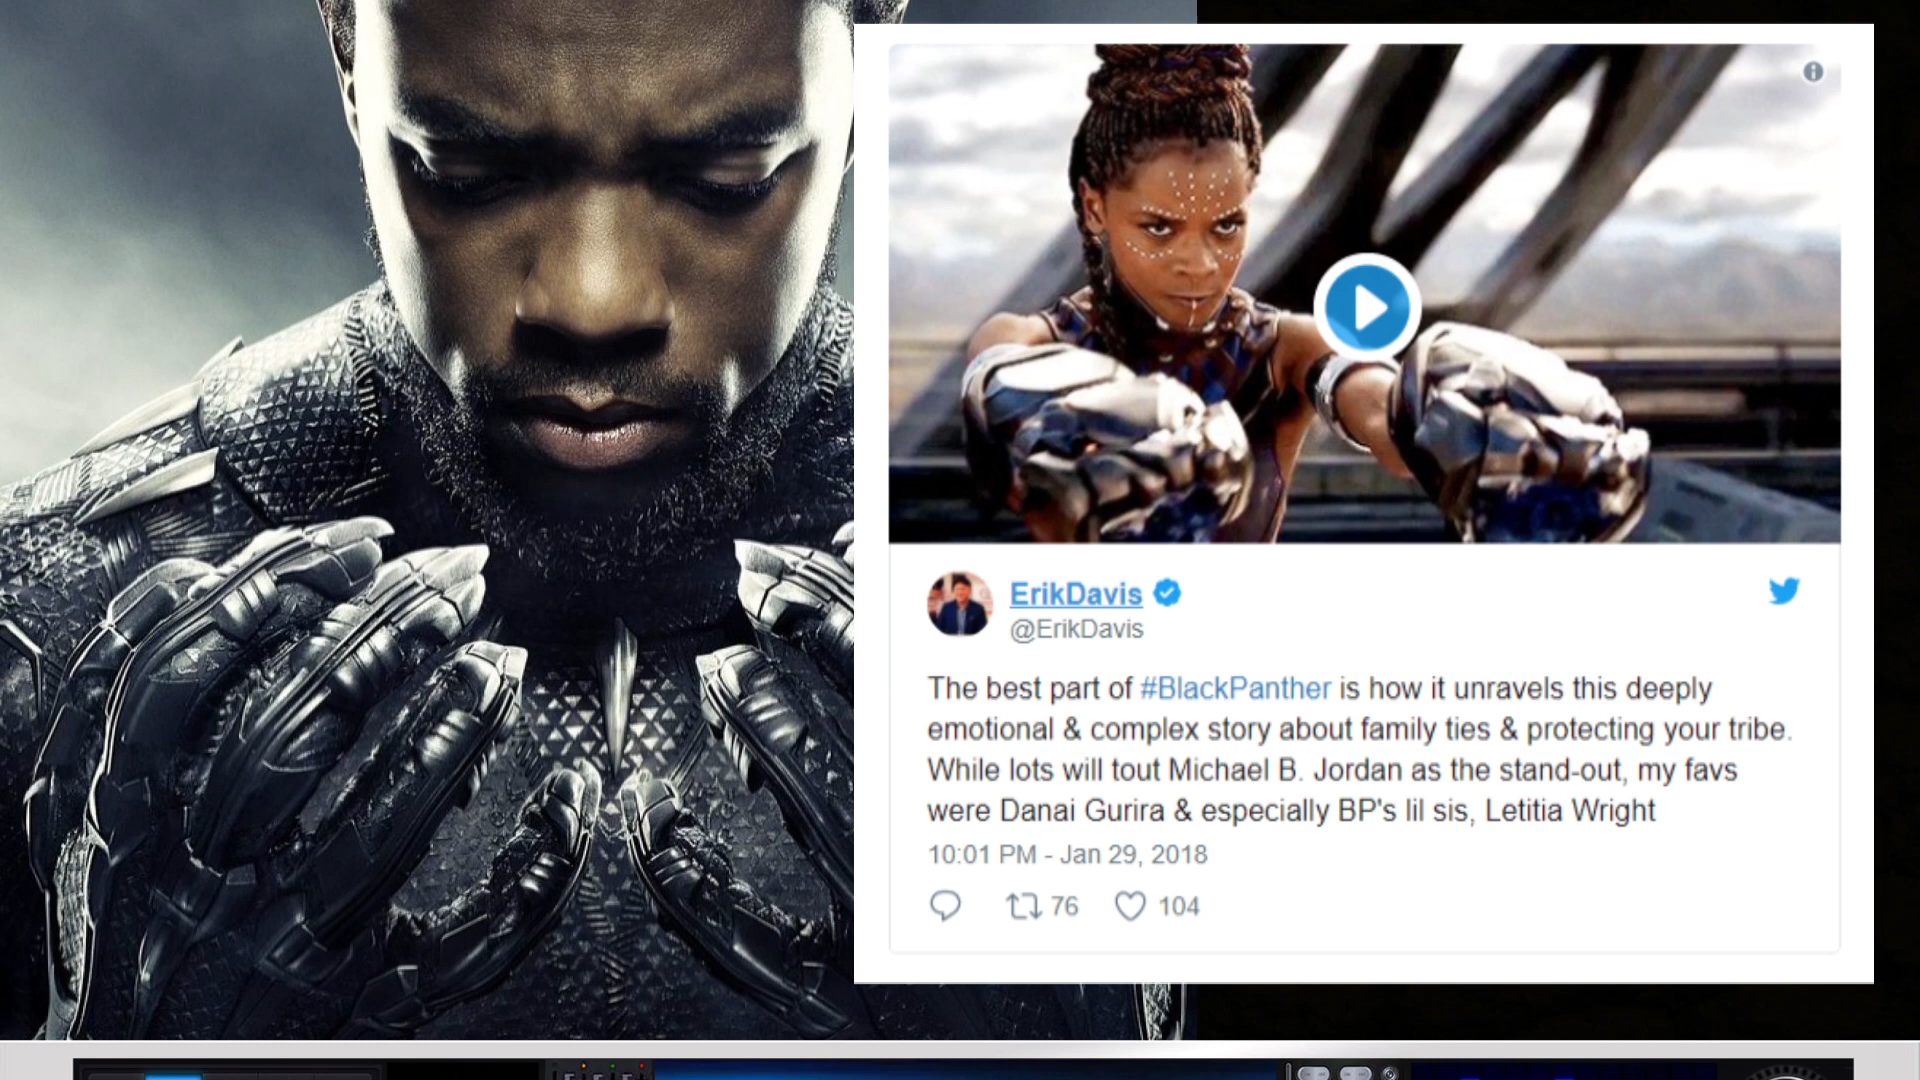 ErikDavis
@ErikDavis
The best part of #BlackPanther is how it unravels this deeply
emotional & complex story about family ties & protecting your tribe.
While lots will tout Michael B. Jordan as the stand-out, my favs
were Danai Gurira & especially BP's lil sis, Letitia Wright
10:01 PM - Jan 29, 2018
76 104